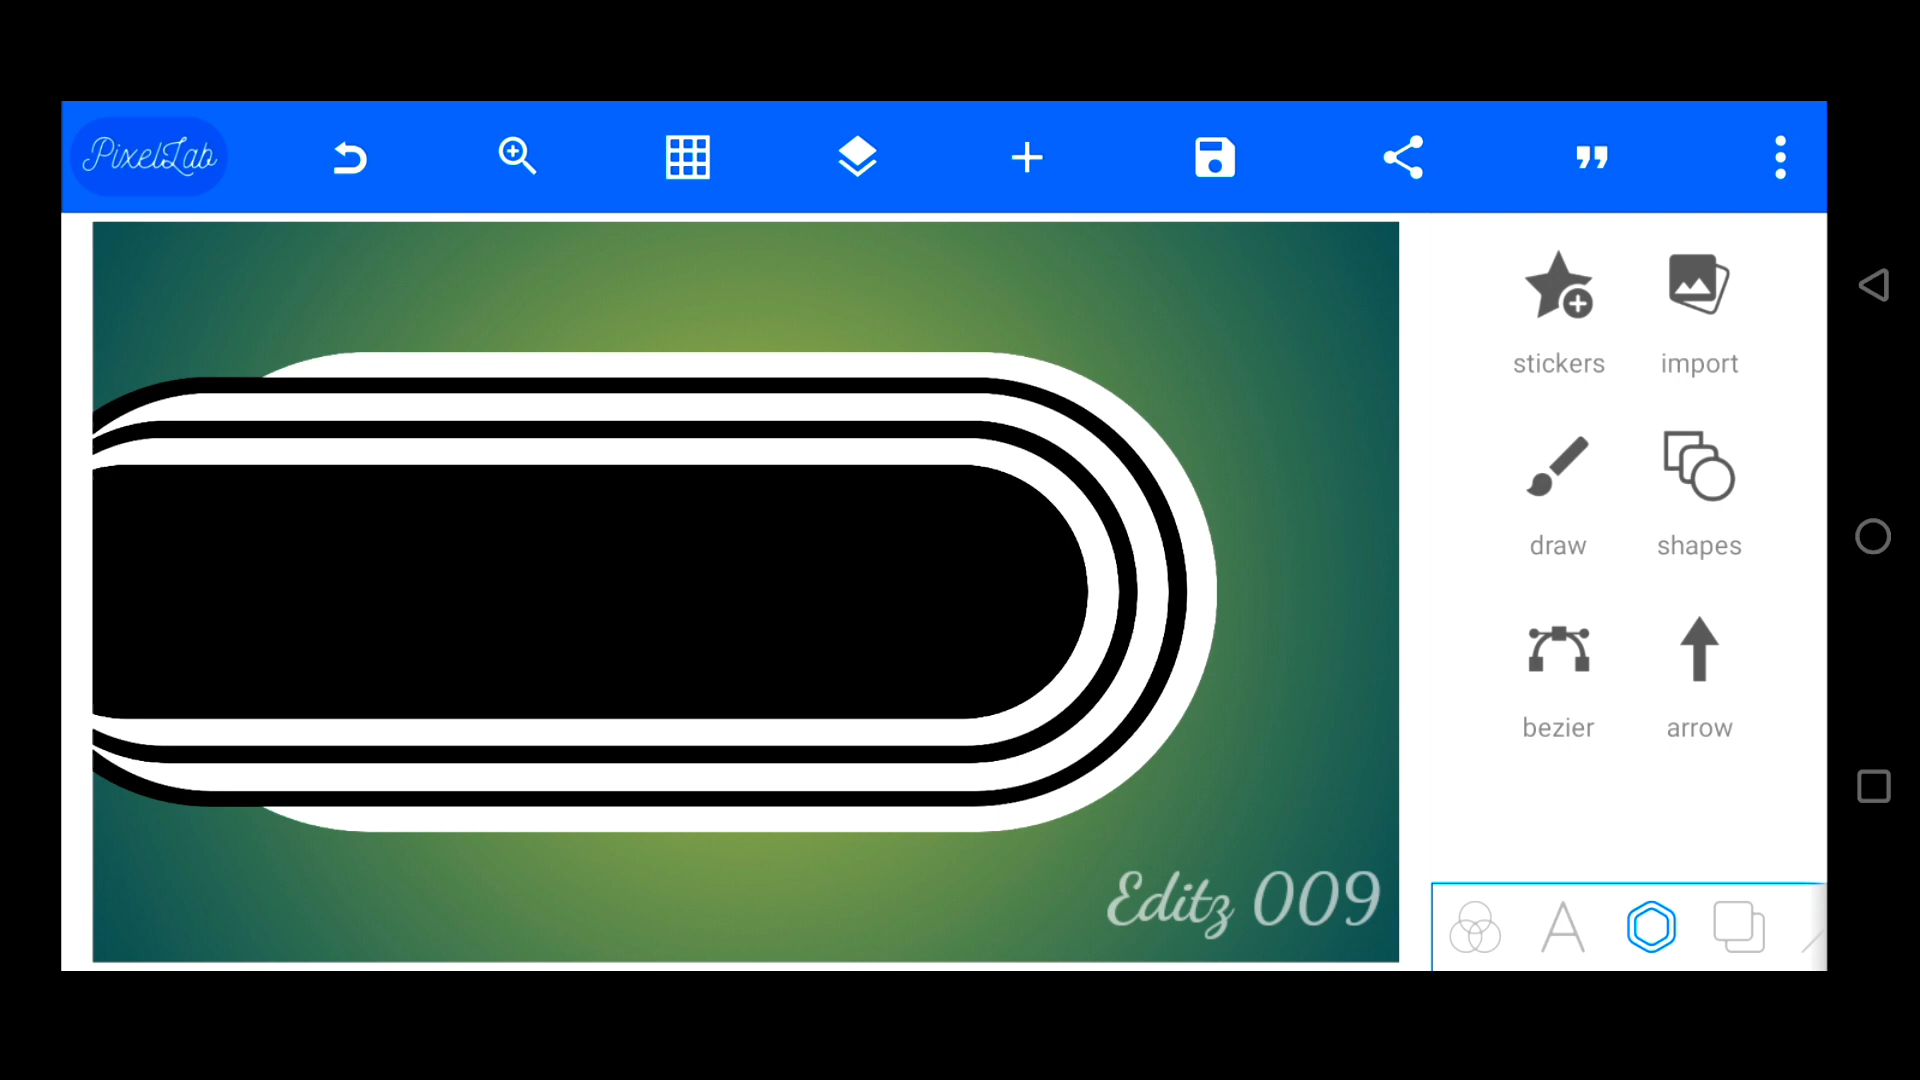 PixelLab
stickers import
draw shapes
bezier arrow
Editz 009